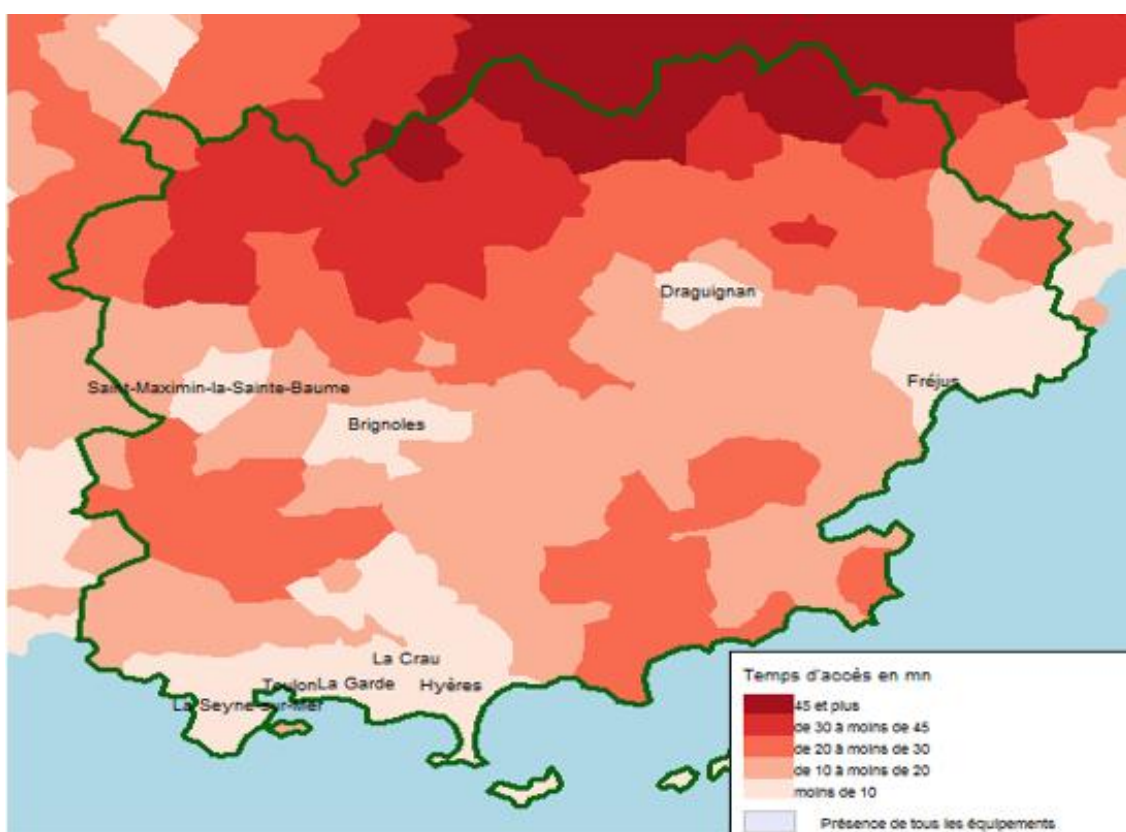 Draguignan
Fréjus
Saint-Maximin-la-Sainte-Baume
Brignoles
La Crau
Toulon
La Garde
Hyères
La Seyne-sur-Mer
Temps d'accès en mn
45 et plus
de 30 à moins de 45
de 20 à moins de 30
de 10 à moins de 20
moins de 10
Présence de tous les équipements